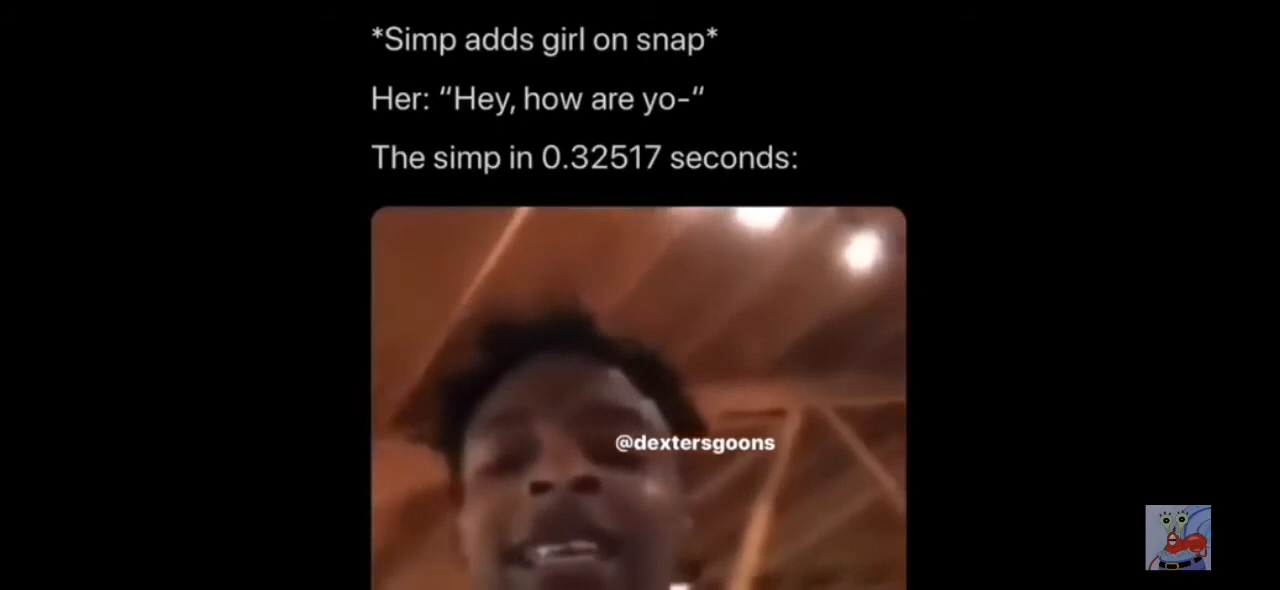 *Simp adds girl on snap*
Her: “Hey, how are yo-“
The simp in 0.32517 seconds:
@dextersgoons